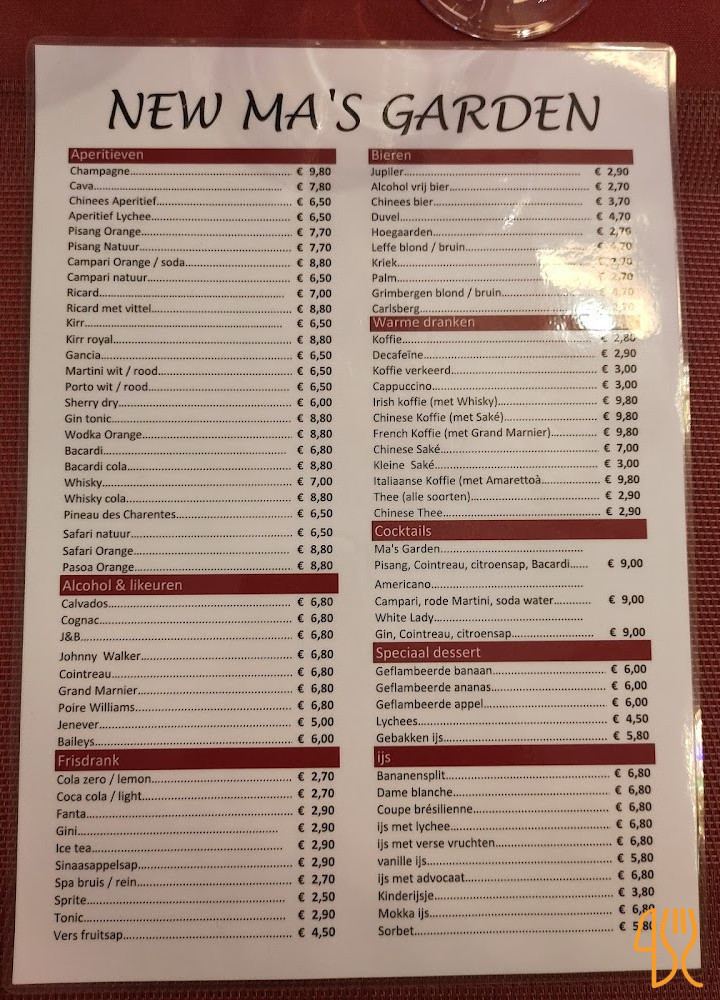 NEW MA'S GARDEN
Aperitieven
Champagne................ € 9,80
Cava................ € 7,80
Chinees Aperitief................ € 6,50
Aperitief Lychee................ € 6,50
Pisang Orange................ € 7,70
Pisang Natuur................ € 7,70
Campari Orange / soda................ € 8,80
Campari natuur................ € 6,50
Ricard................ € 7,00
Ricard met vittel................ € 8,80
Kirr................ € 6,50
Kirr royal................ € 8,80
Gancia................ € 6,50
Martini wit / rood................ € 6,50
Porto wit / rood................ € 6,50
Sherry dry................ € 6,00
Gin tonic................ € 8,80
Wodka Orange................ € 8,80
Bacardi................ € 6,80
Bacardi cola................ € 8,80
Whisky................ € 7,00
Whisky cola................ € 8,80
Pineau des Charentes................ € 6,50
Safari natuur................ € 6,50
Safari Orange................ € 8,80
Pasoa Orange................ € 8,80
Alcohol & likeuren
Calvados................ € 6,80
Cognac................ € 6,80
J&B................ € 6,80
Johnny Walker................ € 6,80
Cointreau................ € 6,80
Grand Marnier................ € 6,80
Poire Williams................ € 6,80
Jenever................ € 5,00
Baileys................ € 6,00
Frisdrank
Cola zero / lemon................ € 2,70
Coca cola / light................ € 2,70
Fanta................ € 2,90
Gini................ € 2,90
Ice tea................ € 2,90
Sinaasappelsap................ € 2,90
Spa bruis / rein................ € 2,70
Sprite................ € 2,50
Tonic................ € 2,90
Vers fruitsap................ € 4,50
Bieren
Jupiler................ € 2,90
Alcohol vrij bier................ € 2,70
Chinees bier................ € 3,70
Duvel................ € 4,70
Hoegaarden................ € 2,70
Leffe blond / bruin................ €
Kriek................ €
Palm................ €
Grimbergen blond / bruin................ €
Carlsberg................
Warme dranken
Koffie................ € 2,80
Decafeïne................ € 2,90
Koffie verkeerd................ € 3,00
Cappuccino................ € 3,00
Irish koffie (met Whisky)................ € 9,80
Chinese Koffie (met Saké)................ € 9,80
French Koffie (met Grand Marnier)................ € 9,80
Chinese Saké................ € 7,00
Kleine Saké................ € 3,00
Italiaanse Koffie (met Amarettoà................ € 9,80
Thee (alle soorten)................ € 2,90
Chinese Thee................ € 2,90
Cocktails
Ma's Garden................
Pisang, Cointreau, citroensap, Bacardi...... € 9,00
Americano................
Campari, rode Martini, soda water.......... € 9,00
White Lady................
Gin, Cointreau, citroensap................ € 9,00
Speciaal dessert
Geflambeerde banaan................ € 6,00
Geflambeerde ananas................ € 6,00
Geflambeerde appel................ € 6,00
Lychees................ € 4,50
Gebakken ijs................ € 5,80
ijs
Bananensplit................ € 6,80
Dame blanche................ € 6,80
Coupe brésilienne................ € 6,80
ijs met lychee................ € 6,80
ijs met verse vruchten................ € 6,80
vanille ijs................ € 5,80
ijs met advocaat................ € 6,80
Kinderijsje................ € 3,80
Mokka ijs................ € 6,80
Sorbet................ € 5,80